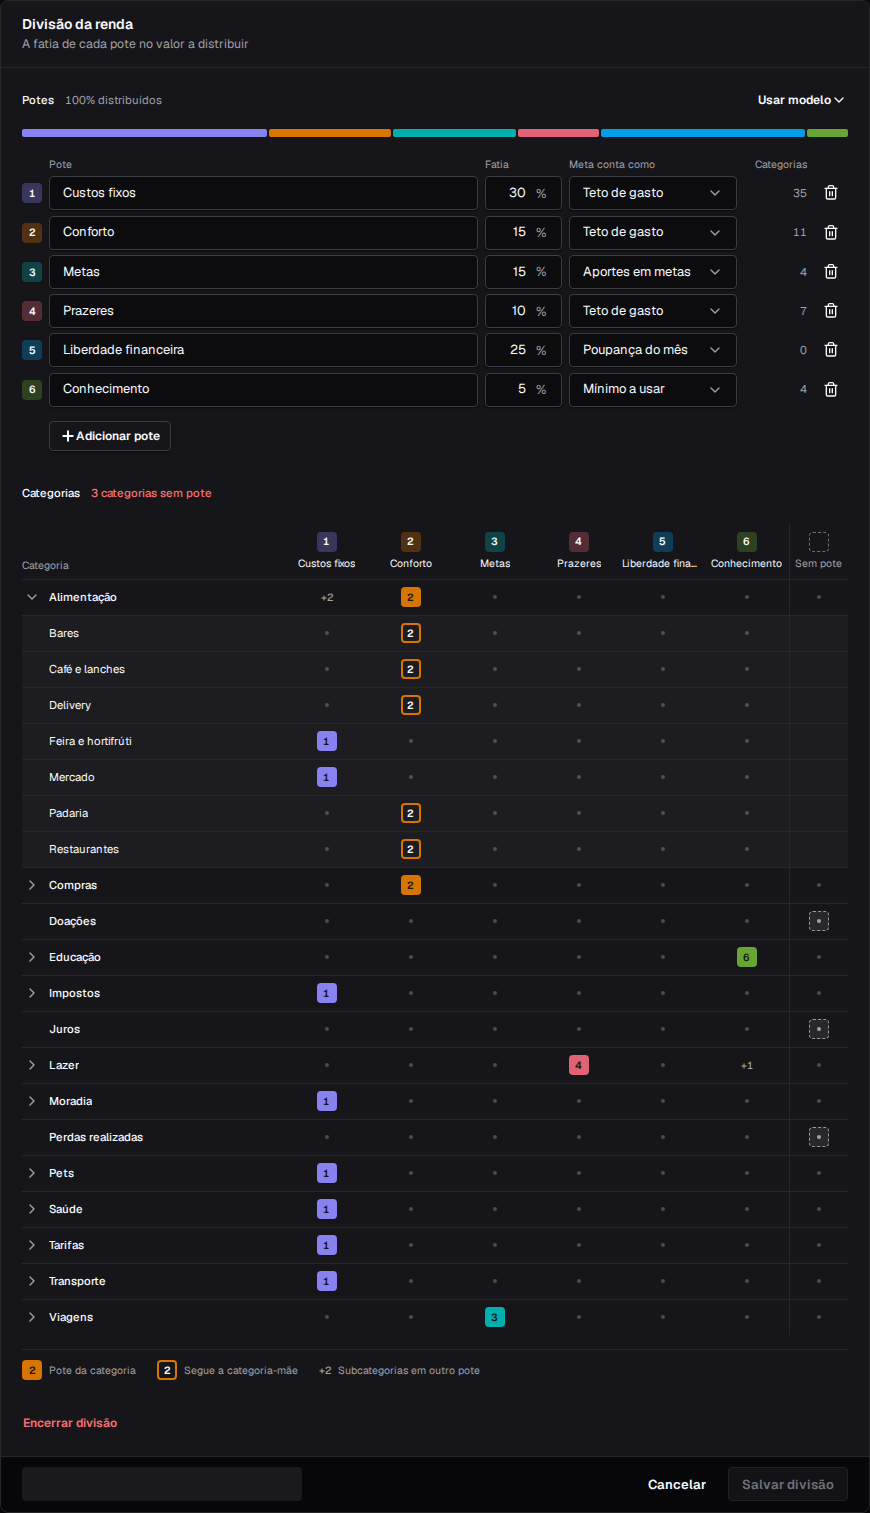 Divisão da renda
A fatia de cada pote no valor a distribuir
Potes 100% distribuídos Usar modelo
Pote Fatia Meta conta como Categorias
1 Custos fixos 30 % Teto de gasto 35
2 Conforto 15 % Teto de gasto 11
3 Metas 15 % Aportes em metas 4
4 Prazeres 10 % Teto de gasto 7
5 Liberdade financeira 25 % Poupança do mês 0
6 Conhecimento 5 % Mínimo a usar 4
Adicionar pote
Categorias 3 categorias sem pote
1 2 3 4 5 6
Categoria Custos fixos Conforto Metas Prazeres Liberdade fina... Conhecimento Sem pote
Alimentação +2 2
Bares 2
Café e lanches 2
Delivery 2
Feira e hortifrúti 1
Mercado 1
Padaria 2
Restaurantes 2
Compras 2
Doações
Educação 6
Impostos 1
Juros
Lazer 4 +1
Moradia 1
Perdas realizadas
Pets 1
Saúde 1
Tarifas 1
Transporte 1
Viagens 3
2 Pote da categoria 2 Segue a categoria-mãe +2 Subcategorias em outro pote
Encerrar divisão
Cancelar Salvar divisão